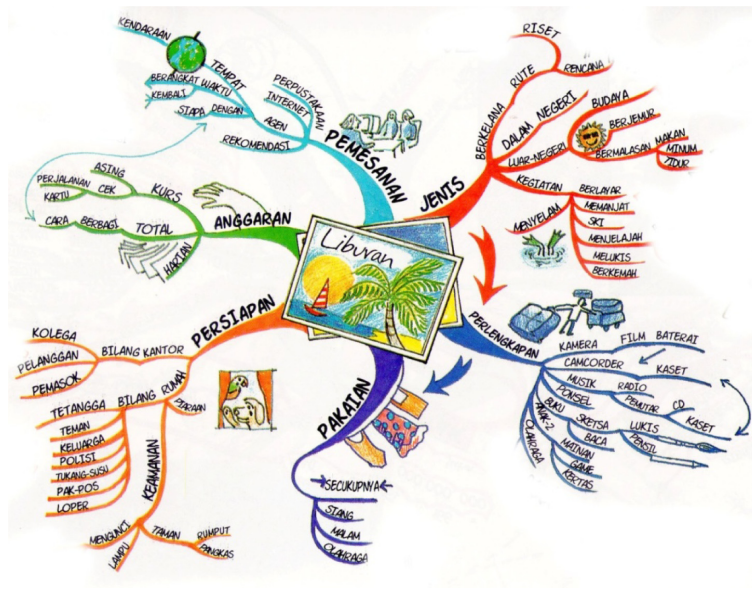 Liburan
JENIS
BERKELANA
RUTE
RISET
RENCANA
DALAM NEGERI
LUAR-NEGERI
BUDAYA
BERJEMUR
BERMALASAN
MAKAN
MINUM
TIDUR
KEGIATAN
BERLAYAR
MEMANJAT
SKI
MENJELAJAH
MELUKIS
BERKEMAH
MENYELAM
PERLENGKAPAN
KAMERA
FILM
BATERAI
CAMCORDER
KASET
MUSIK
RADIO
PEMUTAR
CD
KASET
PONSEL
BUKU
SKETSA
LUKIS
PENSIL
BACA
ANAK-2
MAINAN
GAME
KERTAS
OLAHRAGA
PAKAIAN
SECUKUPNYA
SIANG
MALAM
OLAHRAGA
PERSIAPAN
BILANG KANTOR
KOLEGA
PELANGGAN
PEMASOK
RUMAH
PIARAAN
BILANG
TETANGGA
TEMAN
KELUARGA
POLISI
TUKANG-SUSU
PAK-POS
LOPER
KEAMANAN
MENGUNCI
LAMPU
TAMAN
RUMPUT
PANGKAS
ANGGARAN
KURS
ASING
CEK
PERJALANAN
KARTU
TOTAL
BERBAGI
CARA
HARIAN
PEMESANAN
TEMPAT
KENDARAAN
WAKTU
BERANGKAT
KEMBALI
DENGAN
SIAPA
AGEN
PERPUSTAKAAN
INTERNET
REKOMENDASI